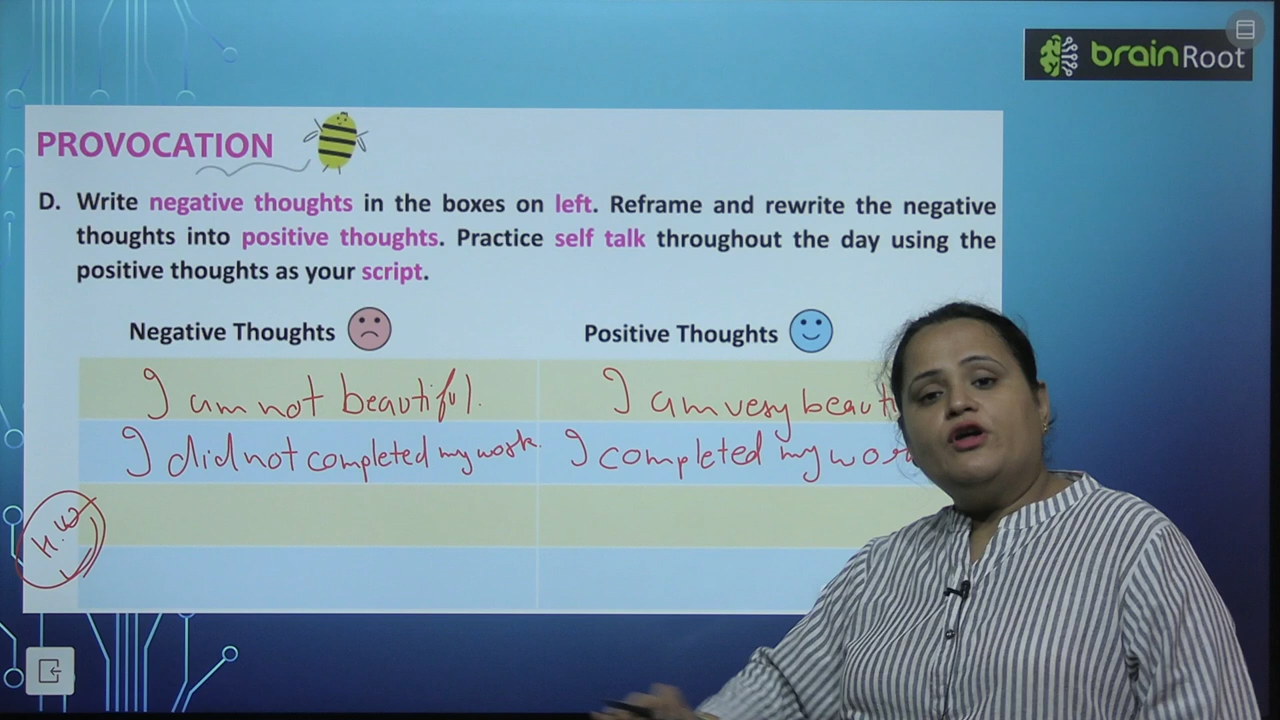 brainRoot
PROVOCATION
D. Write negative thoughts in the boxes on left. Reframe and rewrite the negative
thoughts into positive thoughts. Practice self talk throughout the day using the
positive thoughts as your script.
Negative Thoughts
Positive Thoughts
I am not beautiful.
I am very beaut
I did not completed my work.
I completed my wor
H.W